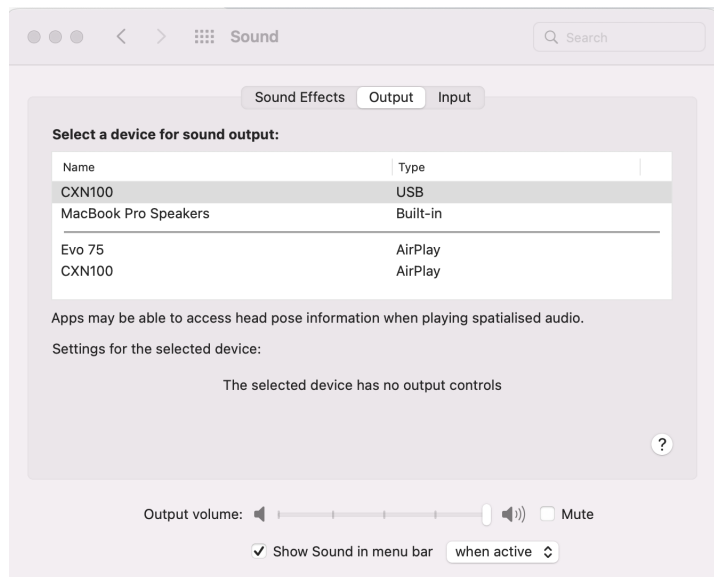 Sound
Search
Sound Effects Output Input
Select a device for sound output:
Name Type
CXN100 USB
MacBook Pro Speakers Built-in
Evo 75 AirPlay
CXN100 AirPlay
Apps may be able to access head pose information when playing spatialised audio.
Settings for the selected device:
The selected device has no output controls
?
Output volume: Mute
Show Sound in menu bar when active